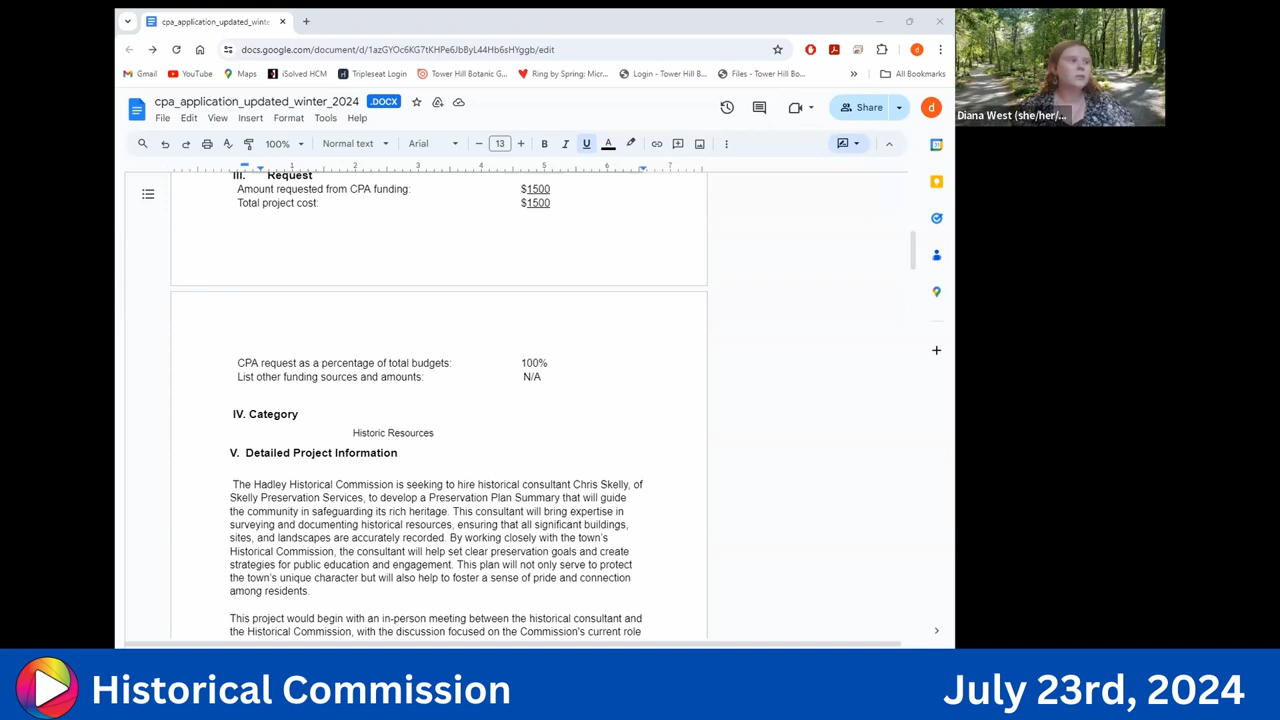 cpa_application_updated_winte
docs.google.com/document/d/1azGYOc6KG7tKHPe6JbByL44Hb6sHYggb/edit
Gmail YouTube Maps iSolved HCM Tripleseat Login Tower Hill Botanic G... Ring by Spring: Micr... Login - Tower Hill B... Files - Tower Hill Bo... All Bookmarks
cpa_application_updated_winter_2024 .DOCX
File Edit View Insert Format Tools Help
Share
d
100% Normal text Arial 13 B I U A
1 2 3 4 5 6 7
III. Request
Amount requested from CPA funding: $1500
Total project cost: $1500
CPA request as a percentage of total budgets: 100%
List other funding sources and amounts: N/A
IV. Category
Historic Resources
V. Detailed Project Information
The Hadley Historical Commission is seeking to hire historical consultant Chris Skelly, of
Skelly Preservation Services, to develop a Preservation Plan Summary that will guide
the community in safeguarding its rich heritage. This consultant will bring expertise in
surveying and documenting historical resources, ensuring that all significant buildings,
sites, and landscapes are accurately recorded. By working closely with the town's
Historical Commission, the consultant will help set clear preservation goals and create
strategies for public education and engagement. This plan will not only serve to protect
the town's unique character but will also help to foster a sense of pride and connection
among residents.
This project would begin with an in-person meeting between the historical consultant and
the Historical Commission, with the discussion focused on the Commission's current role
Diana West (she/her/...
Historical Commission
July 23rd, 2024